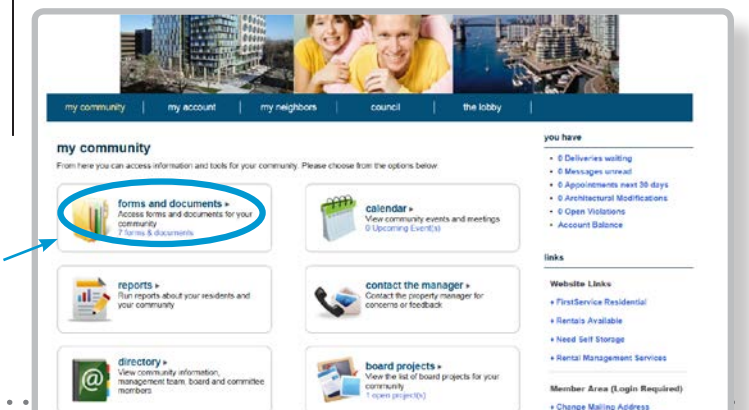 my community | my account | my neighbors | council | the lobby |
my community
From here you can access information and tools for your community. Please choose from the options below
forms and documents ▸
Access forms and documents for your
community
7 forms & documents
calendar ▸
View community events and meetings
0 Upcoming Event(s)
reports ▸
Run reports about your residents and
your community
contact the manager ▸
Contact the property manager for
concerns or feedback
directory ▸
View community information,
management team, board and committee
members
board projects ▸
View the list of board projects for your
community
1 open project(s)
you have
• 0 Deliveries waiting
• 0 Messages unread
• 0 Appointments next 30 days
• 0 Architectural Modifications
• 0 Open Violations
• Account Balance
links
Website Links
♦ FirstService Residential
♦ Rentals Available
♦ Need Self Storage
♦ Rental Management Services
Member Area (Login Required)
♦ Change Mailing Address